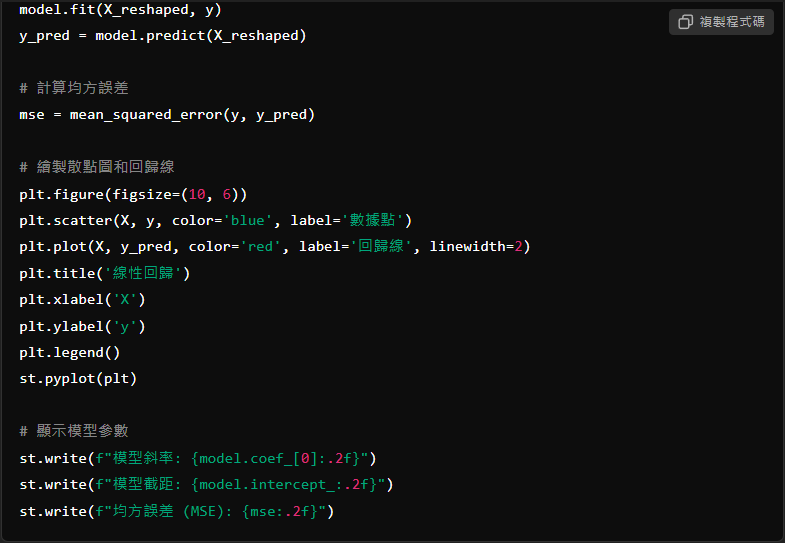 model.fit(X_reshaped, y)
複製程式碼
y_pred = model.predict(X_reshaped)
# 計算均方誤差
mse = mean_squared_error(y, y_pred)
# 繪製散點圖和回歸線
plt.figure(figsize=(10, 6))
plt.scatter(X, y, color='blue', label='數據點')
plt.plot(X, y_pred, color='red', label='回歸線', linewidth=2)
plt.title('線性回歸')
plt.xlabel('X')
plt.ylabel('y')
plt.legend()
st.pyplot(plt)
# 顯示模型參數
st.write(f"模型斜率: {model.coef_[0]:.2f}")
st.write(f"模型截距: {model.intercept_:.2f}")
st.write(f"均方誤差 (MSE): {mse:.2f}")